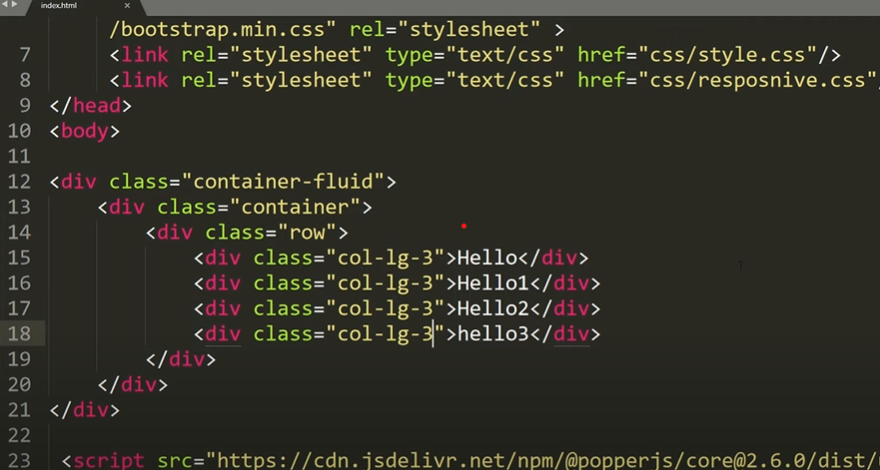 index.html
/bootstrap.min.css" rel="stylesheet" >
7 <link rel="stylesheet" type="text/css" href="css/style.css"/>
8 <link rel="stylesheet" type="text/css" href="css/resposnive.css"/
9 </head>
10 <body>
11
12 <div class="container-fluid">
13 <div class="container">
14 <div class="row">
15 <div class="col-lg-3">Hello</div>
16 <div class="col-lg-3">Hello1</div>
17 <div class="col-lg-3">Hello2</div>
18 <div class="col-lg-3">hello3</div>
19 </div>
20 </div>
21 </div>
22
23 <script src="https://cdn.jsdelivr.net/npm/@popperjs/core@2.6.0/dist/